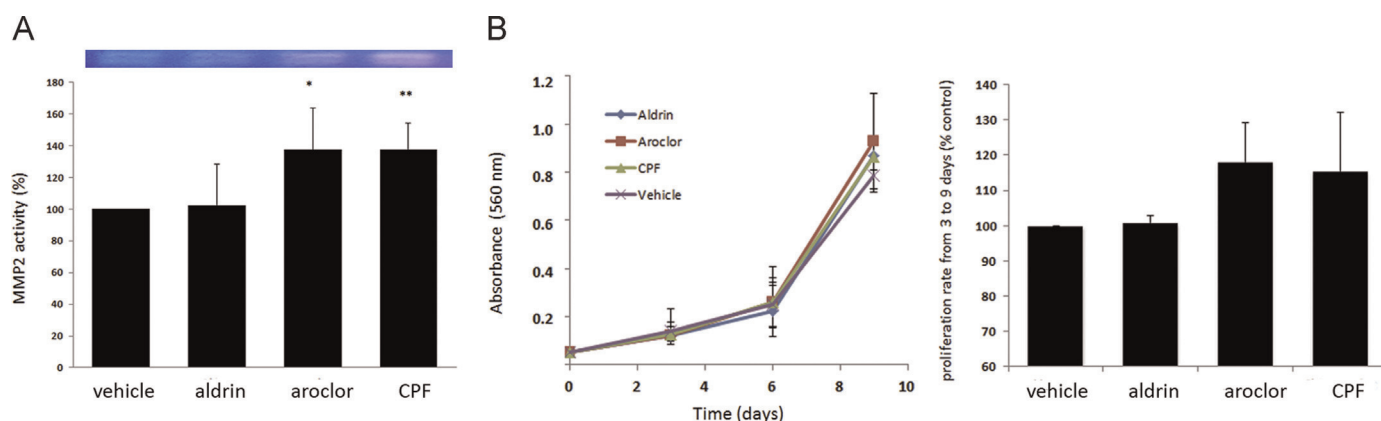 A
B
MMP2 activity (%)
180
160
140
120
100
80
60
40
20
0
*
**
vehicle aldrin aroclor CPF
Absorbance (560 nm)
1.2
1.0
0.8
0.6
0.4
0.2
Aldrin
Aroclor
CPF
Vehicle
0 2 4 6 8 10
Time (days)
proliferation rate from 3 to 9 days (% control)
140
130
120
110
100
90
80
70
60
vehicle aldrin aroclor CPF